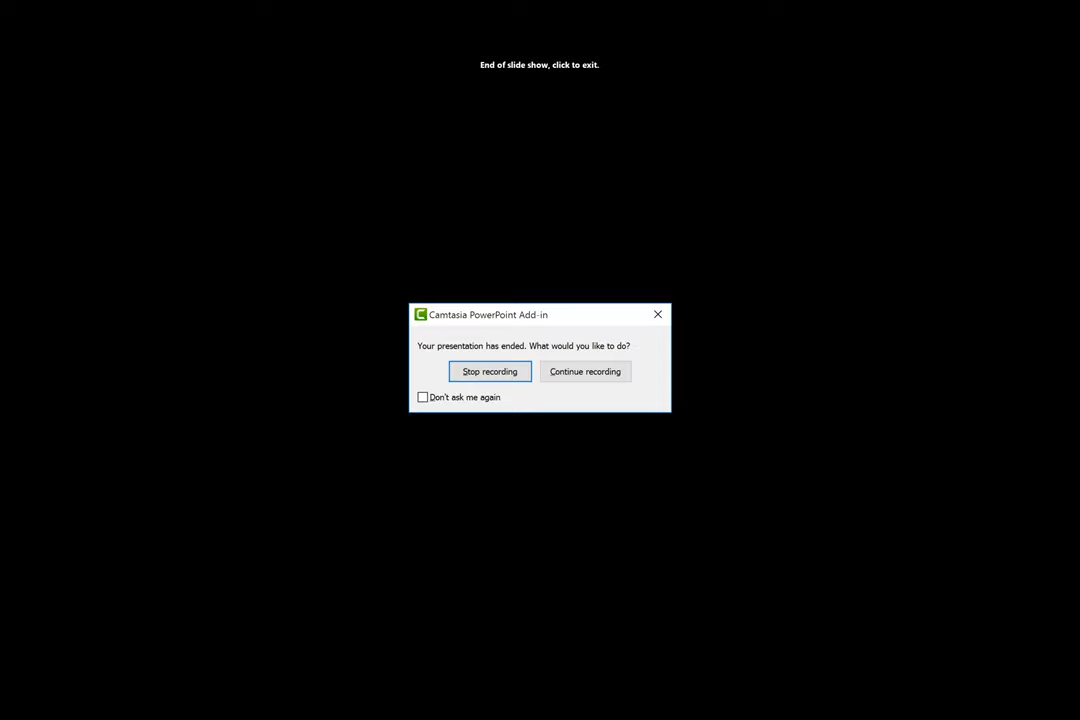 End of slide show, click to exit.
Camtasia PowerPoint Add-in
Your presentation has ended. What would you like to do?
Stop recording Continue recording
Don't ask me again